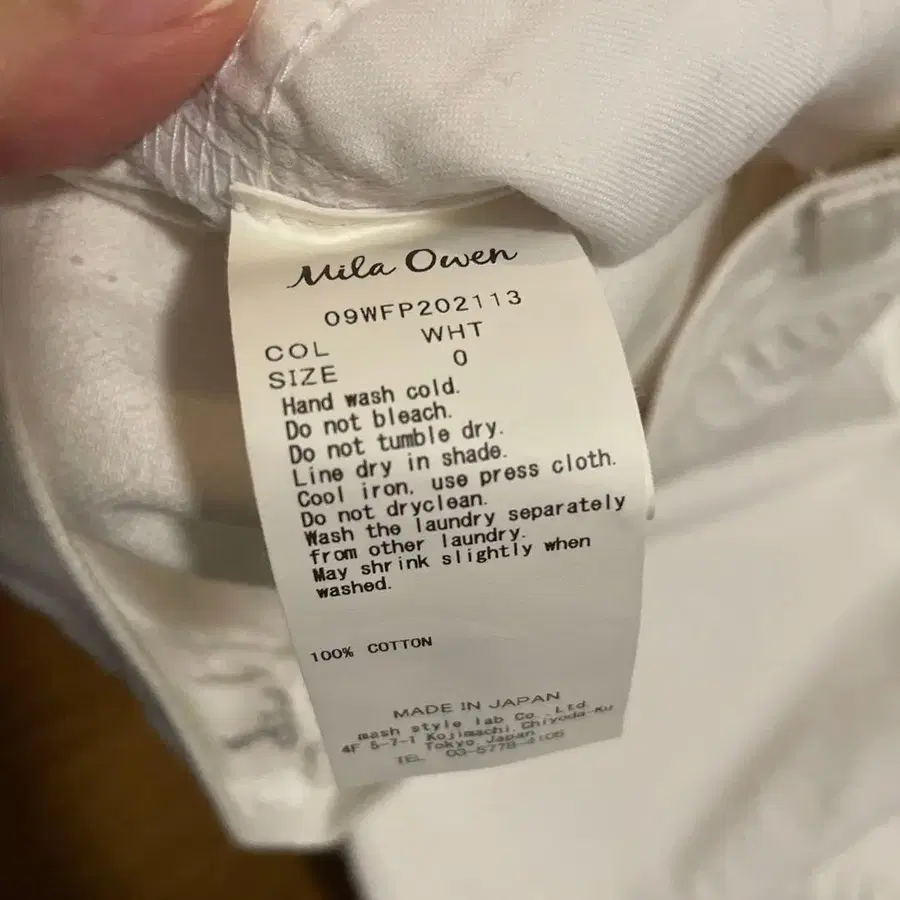 Mila Owen
09WFP202113
COL WHT
SIZE 0
Hand wash cold.
Do not bleach.
Do not tumble dry.
Line dry in shade.
Cool iron, use press cloth.
Do not dryclean.
Wash the laundry separately
from other laundry.
May shrink slightly when
washed.
100% COTTON
MADE IN JAPAN
mash style lab Co.,Ltd.
4F 5-7-1 Kojimachi, Chiyoda-Ku
Tokyo, Japan
TEL